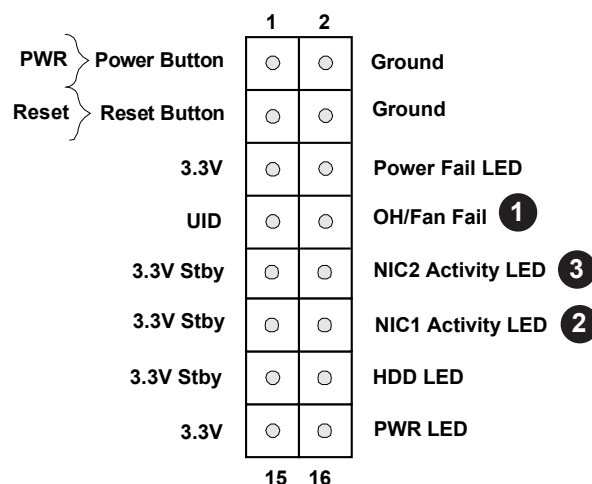 1 2
PWR Power Button Ground
Reset Reset Button Ground
3.3V Power Fail LED
UID OH/Fan Fail 1
3.3V Stby NIC2 Activity LED 3
3.3V Stby NIC1 Activity LED 2
3.3V Stby HDD LED
3.3V PWR LED
15 16